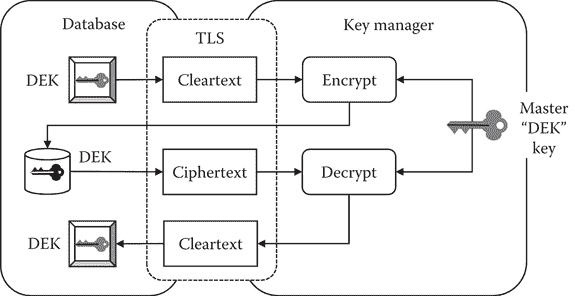 Database
TLS
Key manager
DEK
Cleartext
Encrypt
Master
“DEK”
key
DEK
Ciphertext
Decrypt
DEK
Cleartext